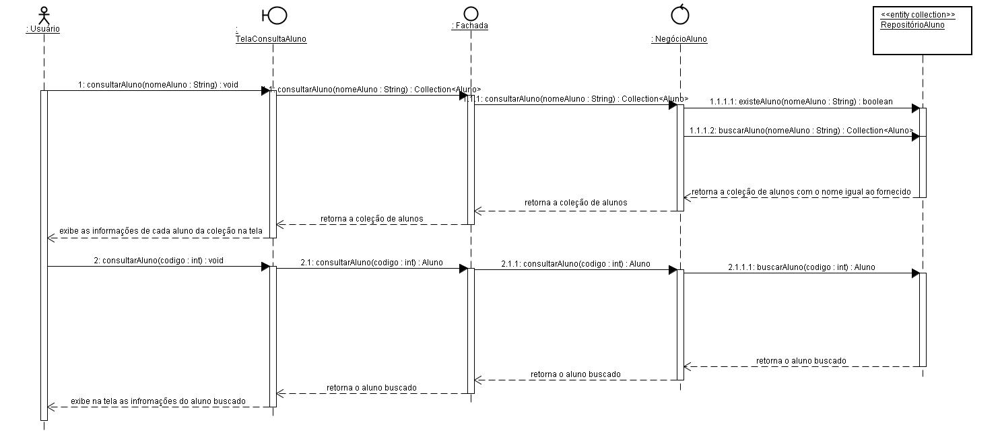 : Usuário
:
TelaConsultaAluno
: Fachada
: NegócioAluno
<<entity collection>>
RepositórioAluno
1: consultarAluno(nomeAluno : String) : void
1.1: consultarAluno(nomeAluno : String) : Collection<Aluno>
1.1.1: consultarAluno(nomeAluno : String) : Collection<Aluno>
1.1.1.1: existeAluno(nomeAluno : String) : boolean
1.1.1.2: buscarAluno(nomeAluno : String) : Collection<Aluno>
retorna a coleção de alunos com o nome igual ao fornecido
retorna a coleção de alunos
retorna a coleção de alunos
exibe as informações de cada aluno da coleção na tela
2: consultarAluno(codigo : int) : void
2.1: consultarAluno(codigo : int) : Aluno
2.1.1: consultarAluno(codigo : int) : Aluno
2.1.1.1: buscarAluno(codigo : int) : Aluno
retorna o aluno buscado
retorna o aluno buscado
retorna o aluno buscado
exibe na tela as infromações do aluno buscado